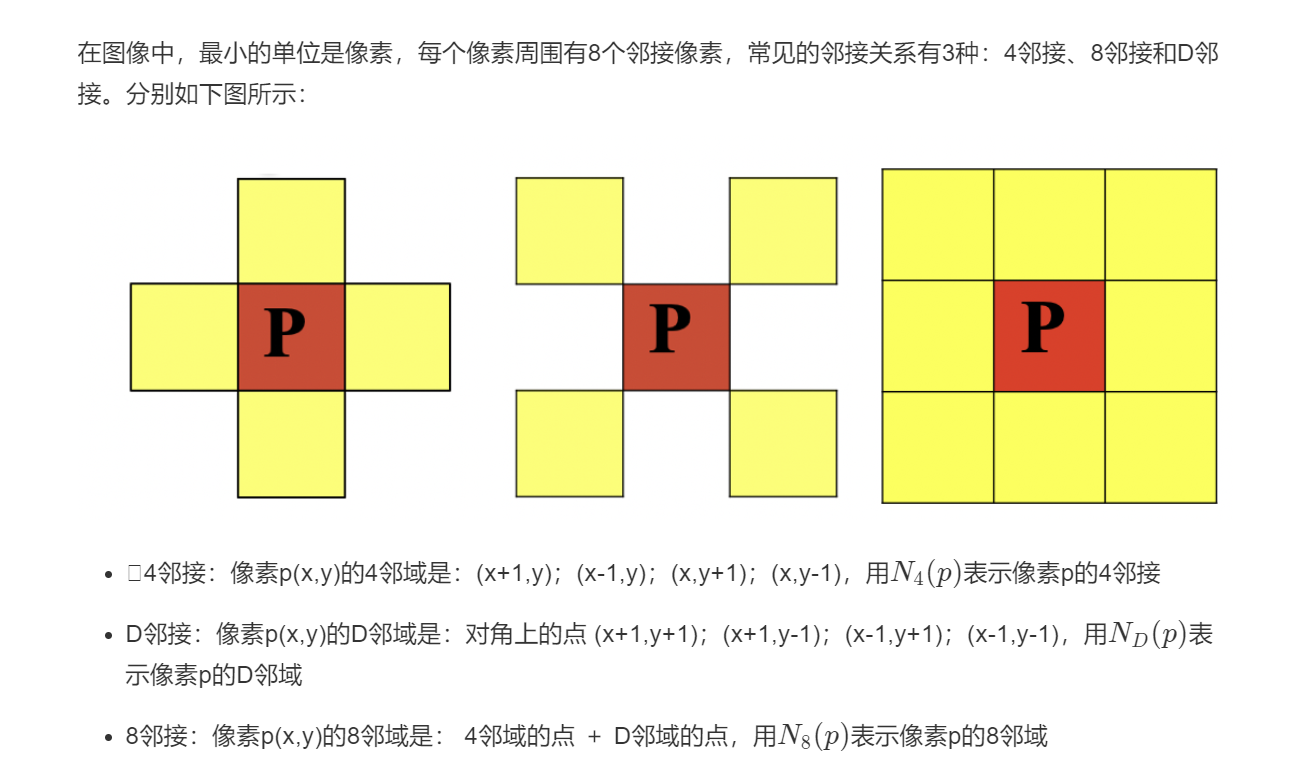 在图像中，最小的单位是像素，每个像素周围有8个邻接像素，常见的邻接关系有3种：4邻接、8邻接和D邻
接。分别如下图所示：
P P P
□4邻接：像素p(x,y)的4邻域是：(x+1,y)；(x-1,y)；(x,y+1)；(x,y-1)，用N₄(p)表示像素p的4邻接
D邻接：像素p(x,y)的D邻域是：对角上的点 (x+1,y+1)；(x+1,y-1)；(x-1,y+1)；(x-1,y-1)，用N_D(p)表
示像素p的D邻域
8邻接：像素p(x,y)的8邻域是： 4邻域的点 + D邻域的点，用N₈(p)表示像素p的8邻域